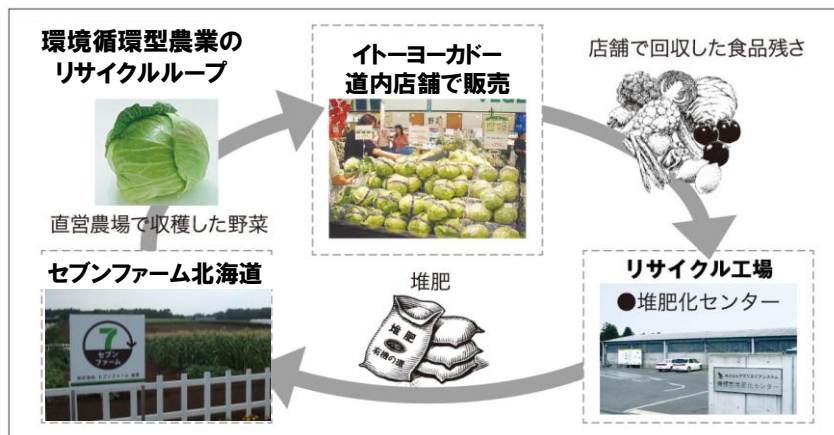 環境循環型農業の
リサイクルループ
直営農場で収穫した野菜
イトーヨーカドー
道内店舗で販売
店舗で回収した食品残さ
リサイクル工場
●堆肥化センター
堆肥
堆肥
セブンファーム北海道
7
セブン
ファーム